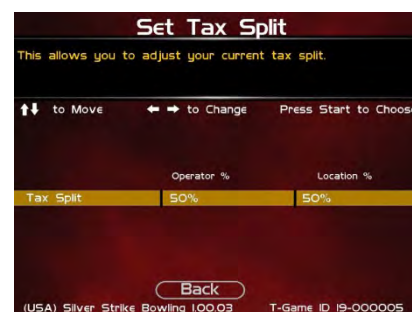 Set Tax Split
This allows you to adjust your current tax split.
to Move to Change Press Start to Choose
Operator % Location %
Tax Split 50% 50%
Back
(USA) Silver Strike Bowling 1.00.03 T-Game ID 19-000005